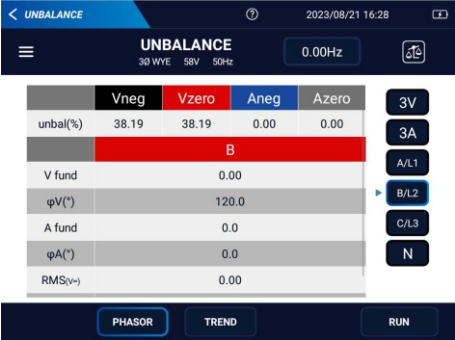 UNBALANCE 2023/08/21 16:28
UNBALANCE
3Ø WYE 58V 50Hz
0.00Hz
Vneg Vzero Aneg Azero
unbal(%) 38.19 38.19 0.00 0.00
B
V fund 0.00
φV(°) 120.0
A fund 0.0
φA(°) 0.0
RMS(V≂) 0.00
3V
3A
A/L1
B/L2
C/L3
N
PHASOR TREND RUN